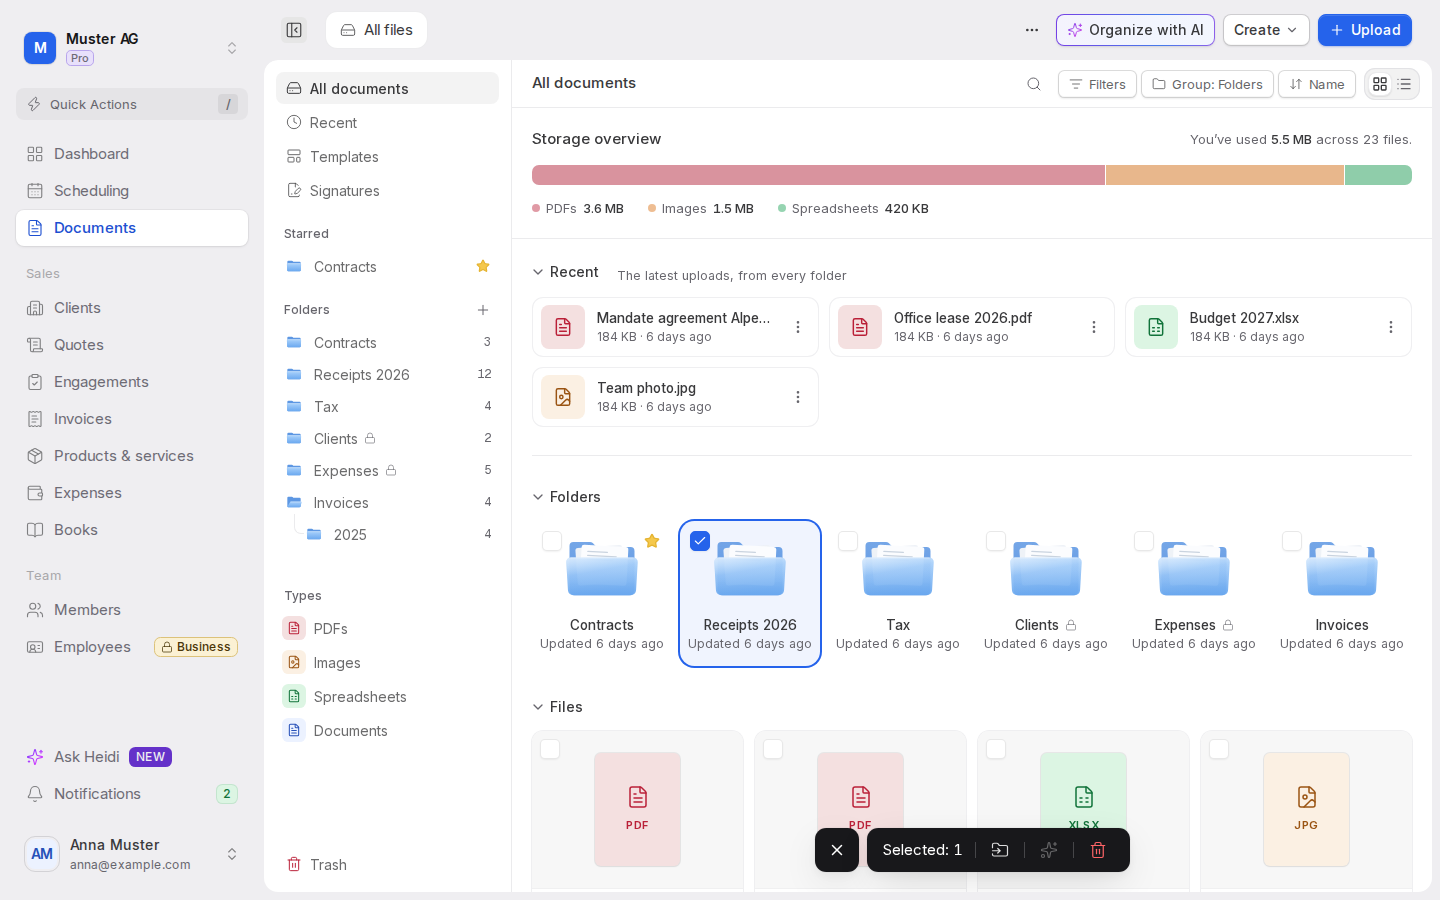 M
Muster AG
Pro
Quick Actions
/
Dashboard
Scheduling
Documents
Sales
Clients
Quotes
Engagements
Invoices
Products & services
Expenses
Books
Team
Members
Employees
Business
Ask Heidi
NEW
Notifications
2
AM
Anna Muster
anna@example.com
All files
Organize with AI
Create
Upload
All documents
Recent
Templates
Signatures
Starred
Contracts
Folders
Contracts 3
Receipts 2026 12
Tax 4
Clients 2
Expenses 5
Invoices 4
2025 4
Types
PDFs
Images
Spreadsheets
Documents
Trash
All documents
Filters
Group: Folders
Name
Storage overview
You've used 5.5 MB across 23 files.
PDFs 3.6 MB
Images 1.5 MB
Spreadsheets 420 KB
Recent
The latest uploads, from every folder
Mandate agreement Alpe...
184 KB · 6 days ago
Office lease 2026.pdf
184 KB · 6 days ago
Budget 2027.xlsx
184 KB · 6 days ago
Team photo.jpg
184 KB · 6 days ago
Folders
Contracts
Updated 6 days ago
Receipts 2026
Updated 6 days ago
Tax
Updated 6 days ago
Clients
Updated 6 days ago
Expenses
Updated 6 days ago
Invoices
Updated 6 days ago
Files
PDF
PDF
XLSX
JPG
Selected: 1